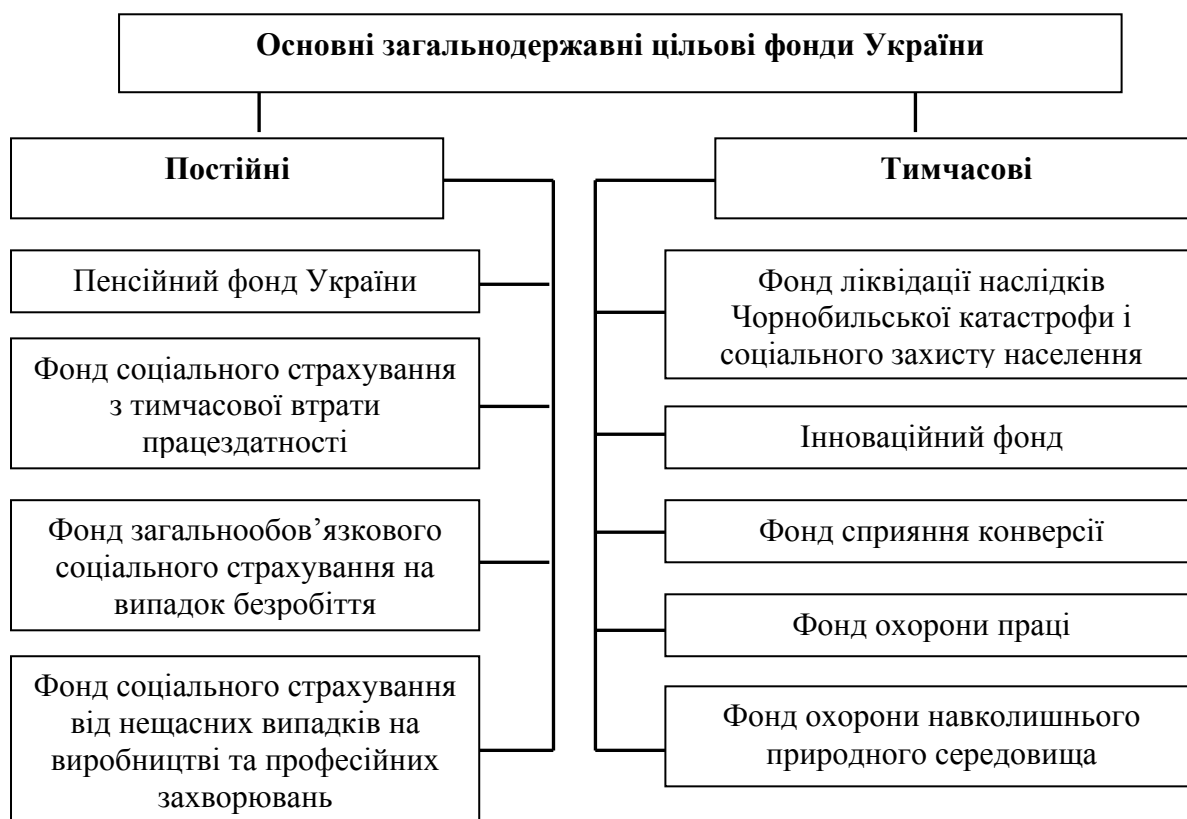 Основні загальнодержавні цільові фонди України
Постійні
Пенсійний фонд України
Фонд соціального страхування
з тимчасової втрати
працездатності
Фонд загальнообов’язкового
соціального страхування на
випадок безробіття
Фонд соціального страхування
від нещасних випадків на
виробництві та професійних
захворювань
Тимчасові
Фонд ліквідації наслідків
Чорнобильської катастрофи і
соціального захисту населення
Інноваційний фонд
Фонд сприяння конверсії
Фонд охорони праці
Фонд охорони навколишнього
природного середовища